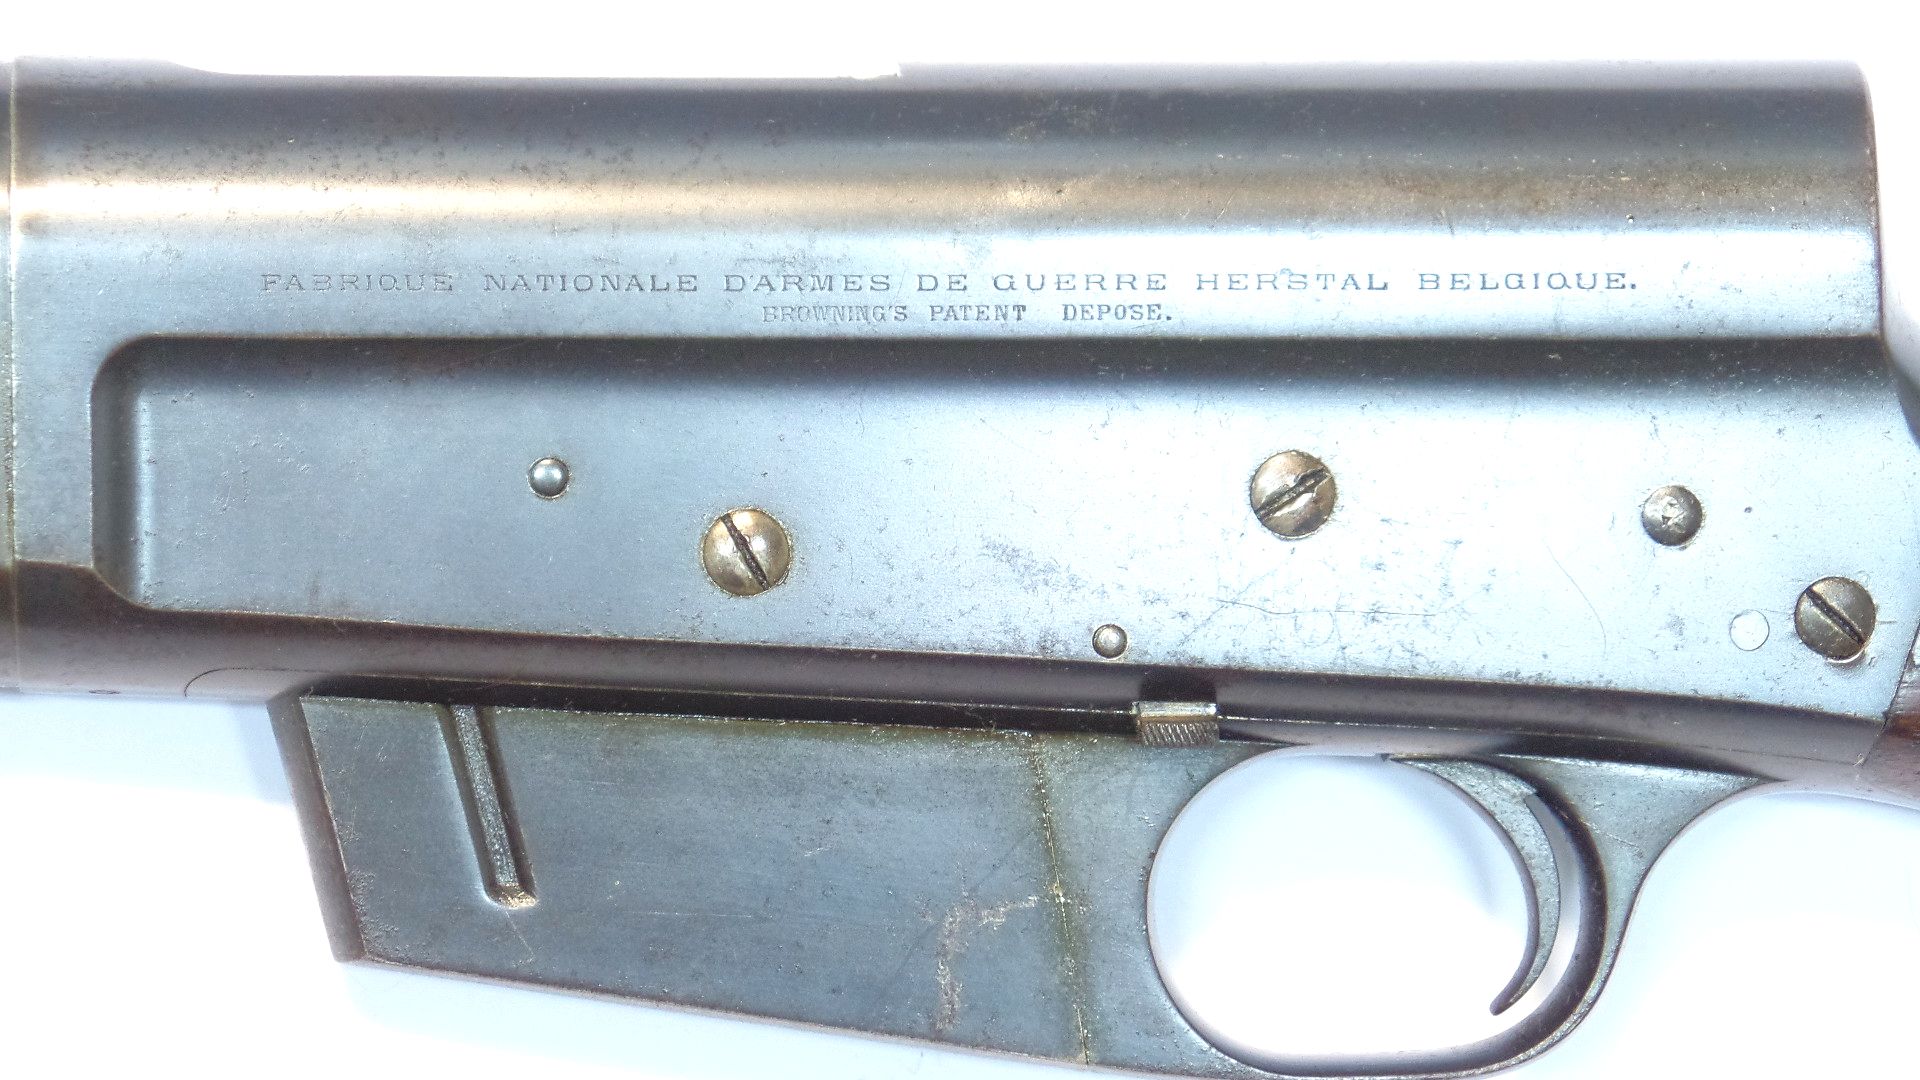 FABRIQUE NATIONALE D'ARMES DE GUERRE HERSTAL BELGIQUE.
BROWNING'S PATENT DEPOSE.